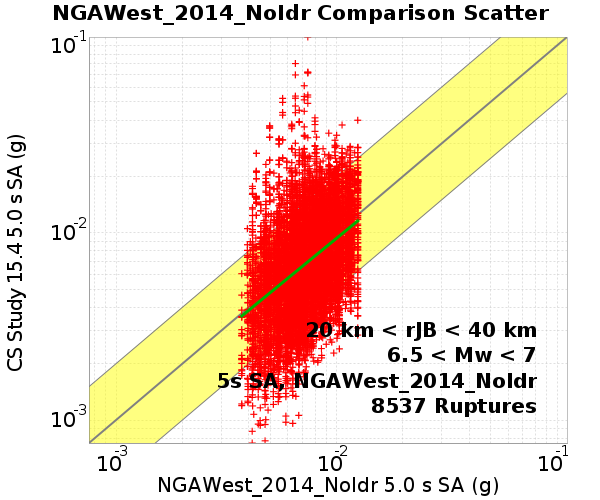 NGAWest_2014_NoIdr Comparison Scatter
10-1
10-2
10-3
CS Study 15.4 5.0 s SA (g)
20 km < rJB < 40 km
6.5 < Mw < 7
5s SA, NGAWest_2014_NoIdr
8537 Ruptures
10-3 10-2 10-1
NGAWest_2014_NoIdr 5.0 s SA (g)